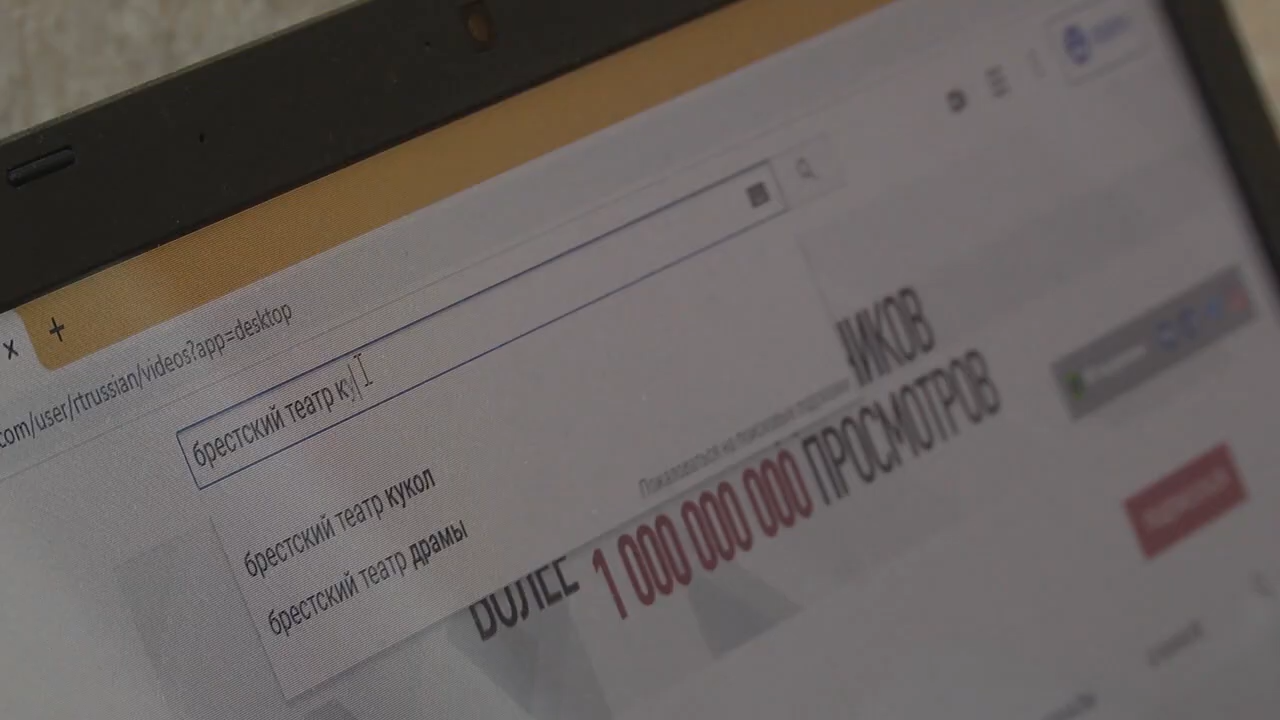 × +
.com/user/rtrussian/videos?app=desktop
брестский театр ку
брестский театр кукол
брестский театр драмы
ИКОВ
БОЛЕЕ 1 000 000 000 ПРОСМОТРОВ